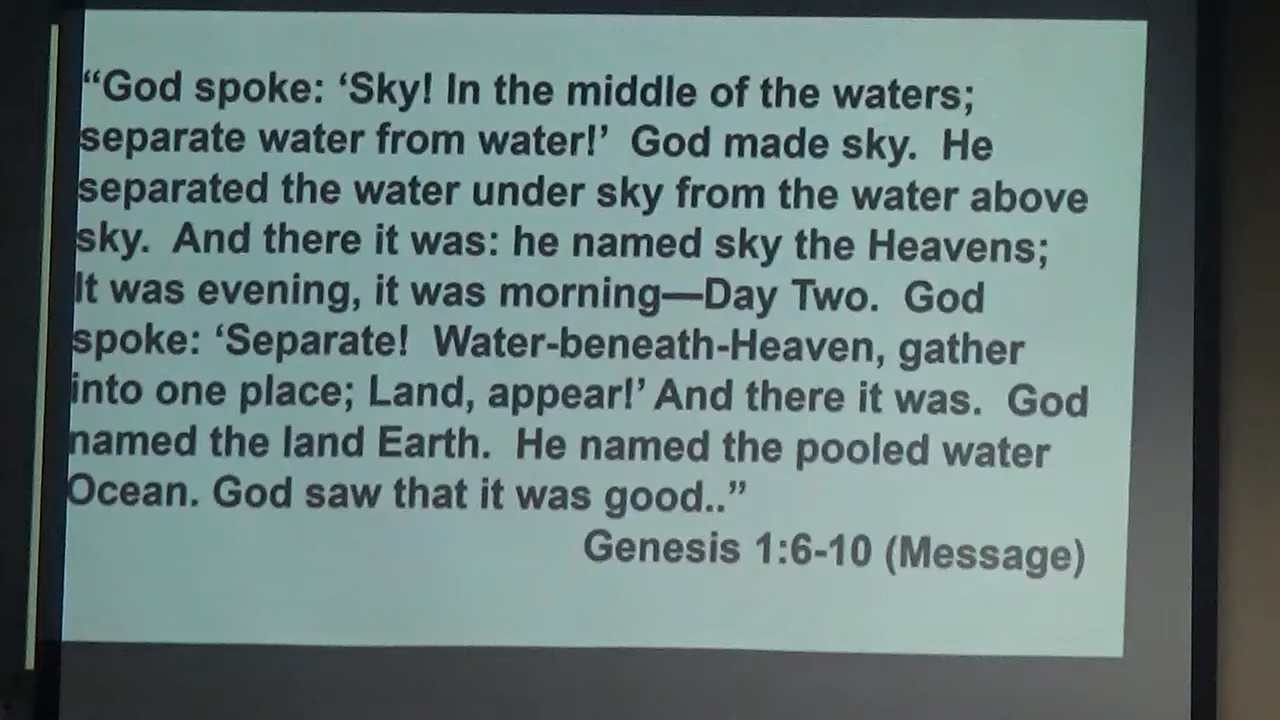 “God spoke: ‘Sky! In the middle of the waters;
separate water from water!’  God made sky.  He
separated the water under sky from the water above
sky.  And there it was: he named sky the Heavens;
It was evening, it was morning—Day Two.  God
spoke: ‘Separate!  Water-beneath-Heaven, gather
into one place; Land, appear!’ And there it was.  God
named the land Earth.  He named the pooled water
Ocean. God saw that it was good..”
Genesis 1:6-10 (Message)